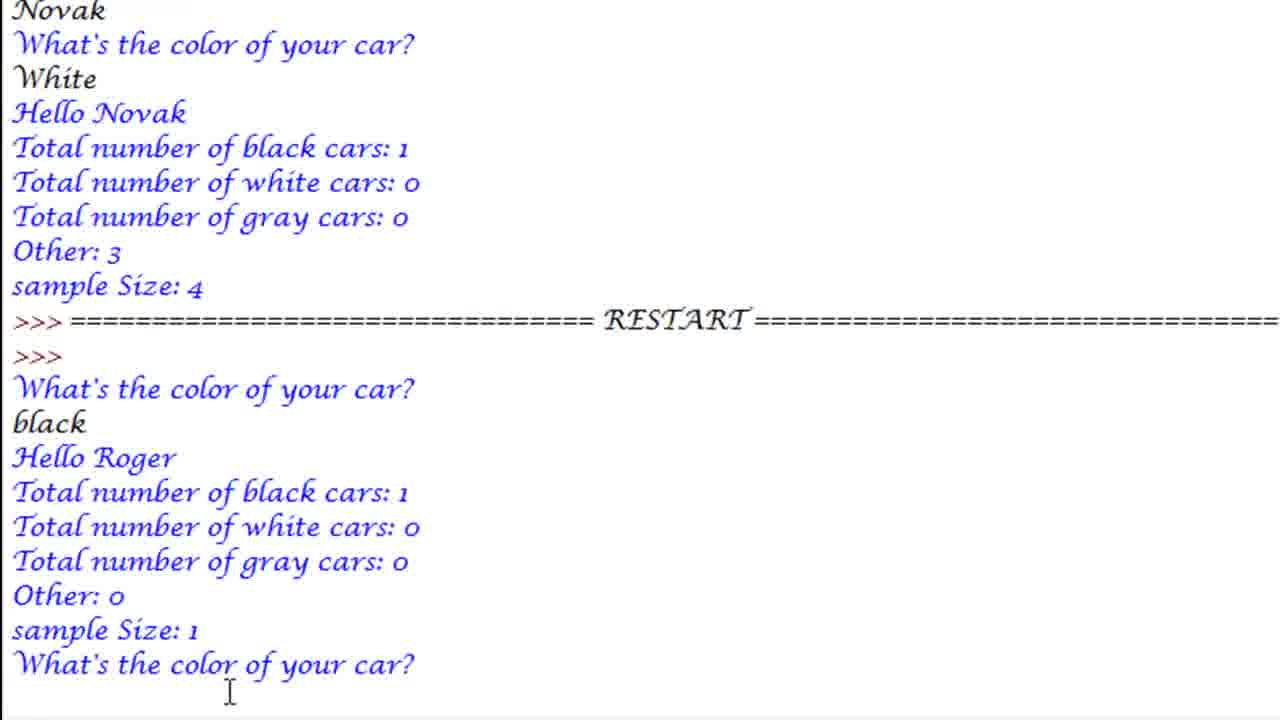 Novak
What's the color of your car?
White
Hello Novak
Total number of black cars: 1
Total number of white cars: 0
Total number of gray cars: 0
Other: 3
sample Size: 4
>>> ================================ RESTART ================================
>>>
What's the color of your car?
black
Hello Roger
Total number of black cars: 1
Total number of white cars: 0
Total number of gray cars: 0
Other: 0
sample Size: 1
What's the color of your car?